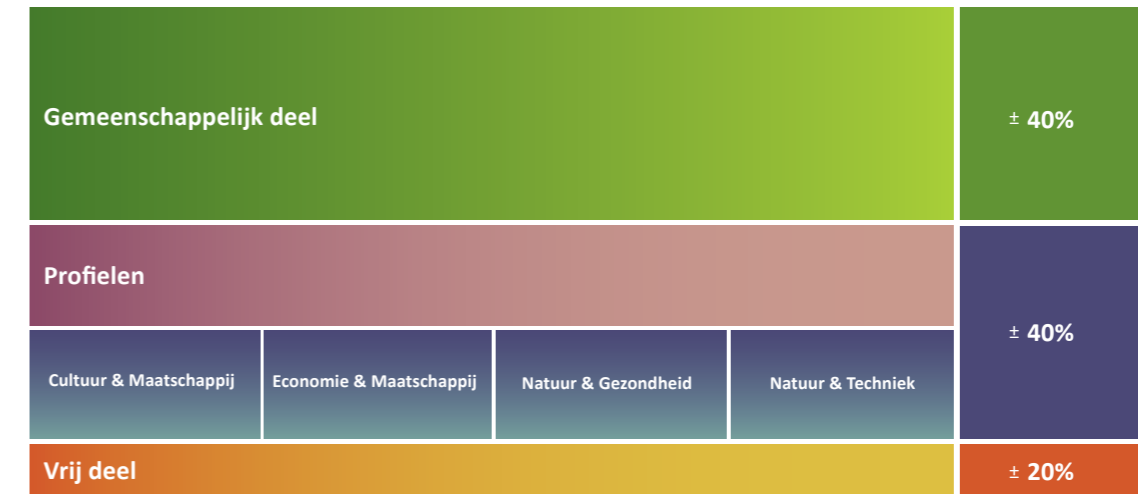 Gemeenschappelijk deel
± 40%
Profielen
± 40%
Cultuur & Maatschappij
Economie & Maatschappij
Natuur & Gezondheid
Natuur & Techniek
Vrij deel
± 20%